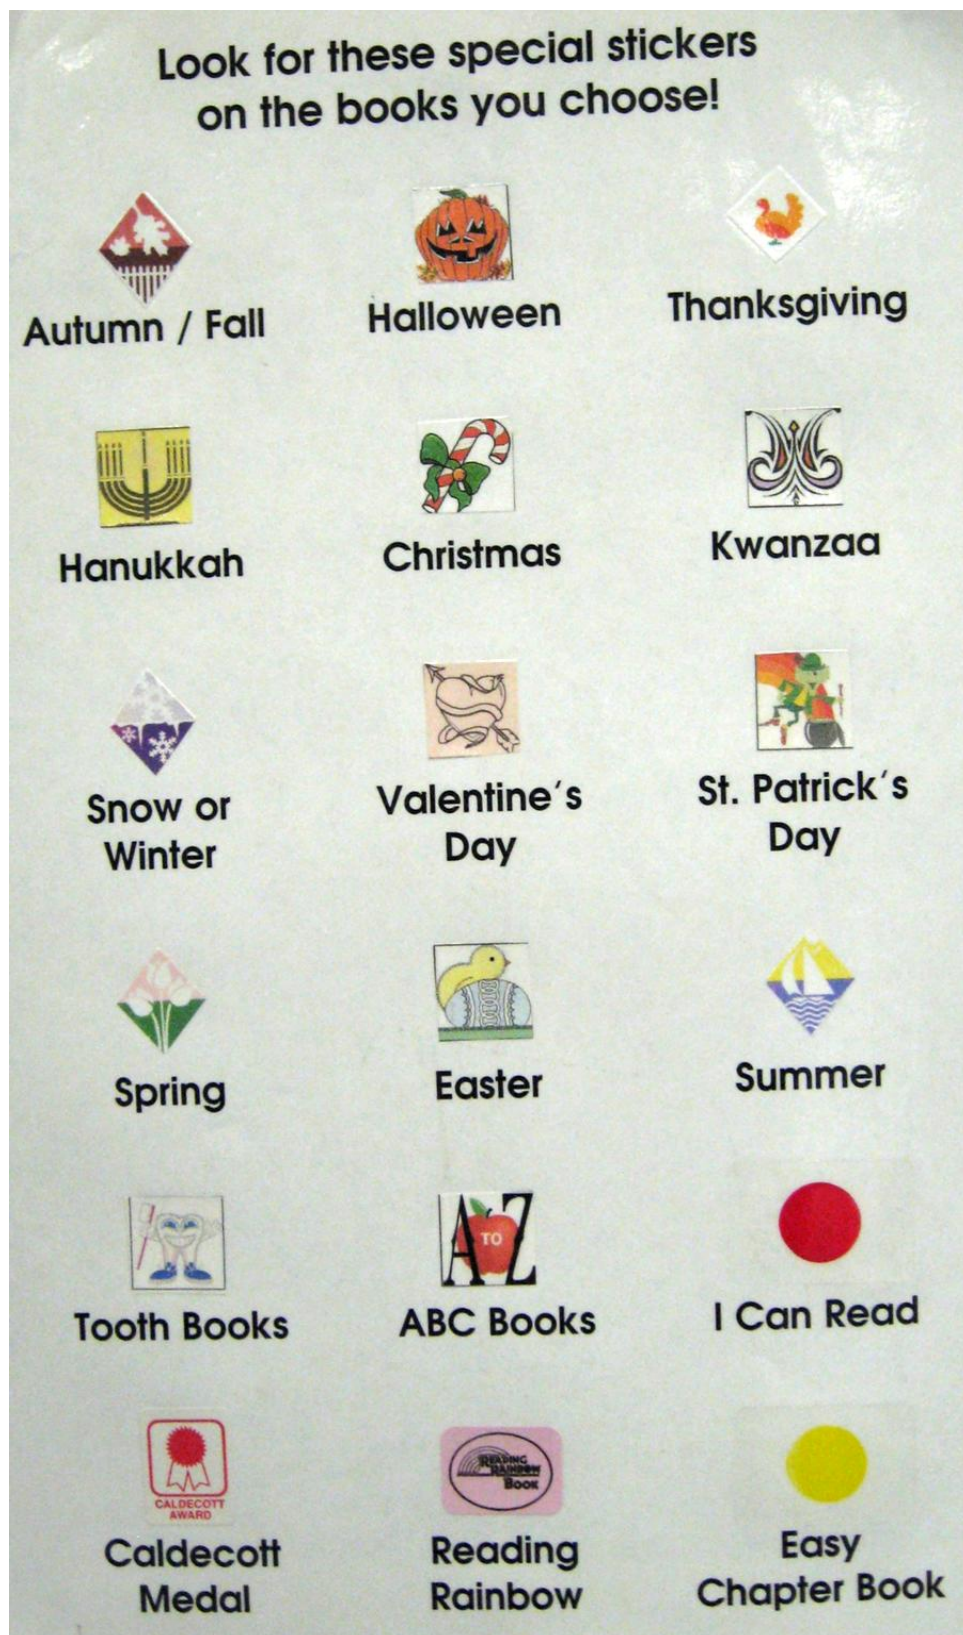 Look for these special stickers
on the books you choose!
Autumn / Fall
Halloween
Thanksgiving
Hanukkah
Christmas
Kwanzaa
Snow or
Winter
Valentine's
Day
St. Patrick's
Day
Spring
Easter
Summer
A TO Z
Tooth Books
ABC Books
I Can Read
CALDECOTT
AWARD
Caldecott
Medal
READING
RAINBOW
BOOK
Reading
Rainbow
Easy
Chapter Book